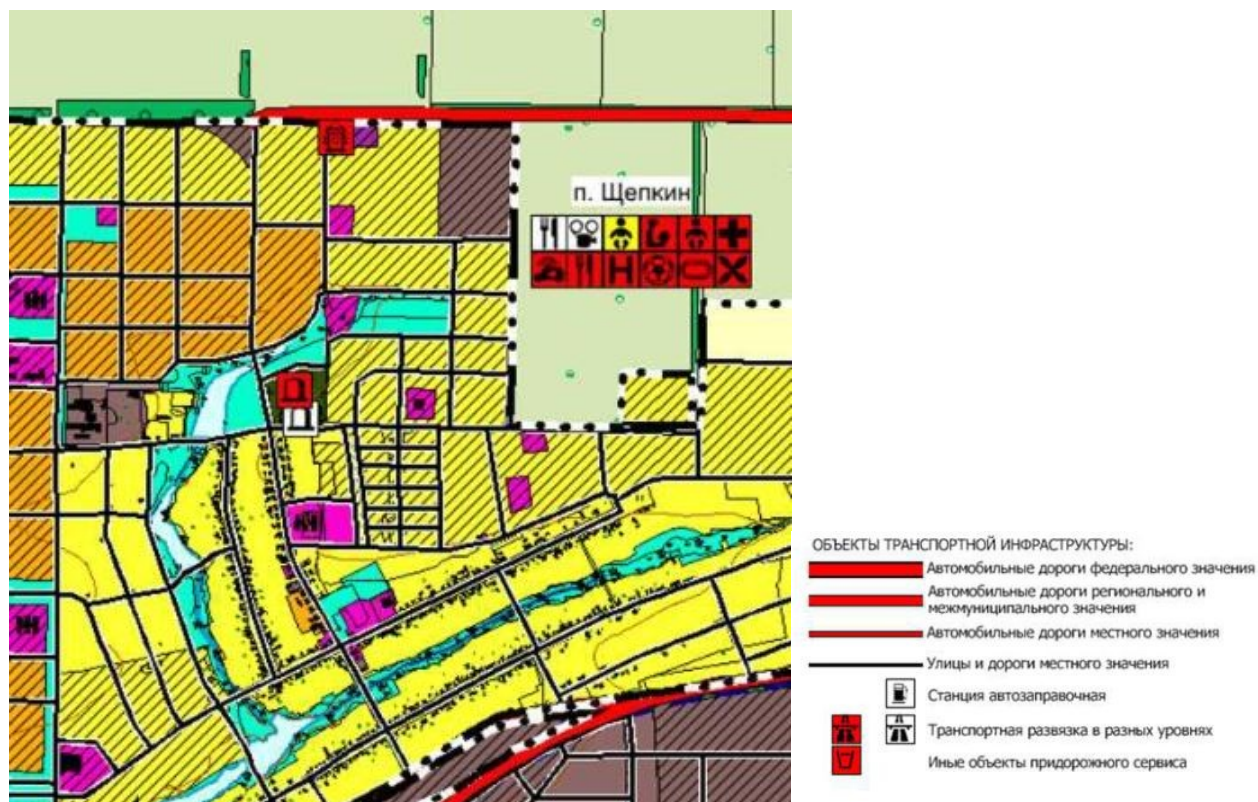 п. Щепкин
ОБЪЕКТЫ ТРАНСПОРТНОЙ ИНФРАСТРУКТУРЫ:
Автомобильные дороги федерального значения
Автомобильные дороги регионального и
межмуниципального значения
Автомобильные дороги местного значения
Улицы и дороги местного значения
Станция автозаправочная
Транспортная развязка в разных уровнях
Иные объекты придорожного сервиса